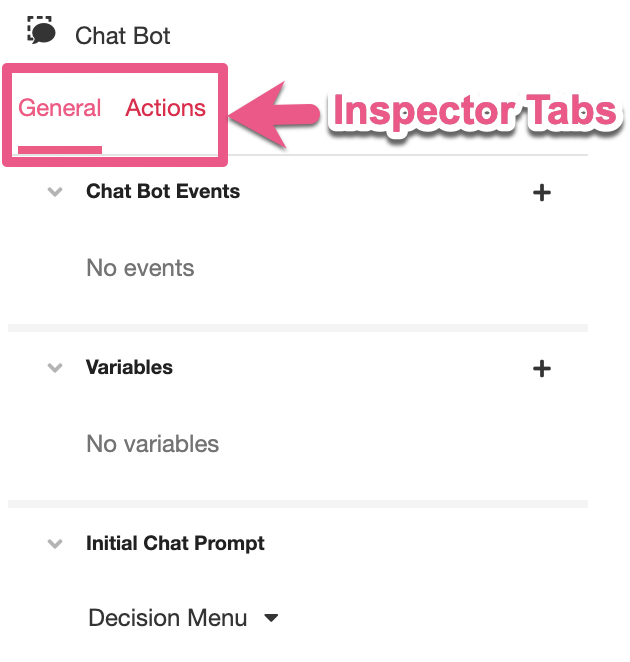 Chat Bot
General Actions Inspector Tabs
Chat Bot Events
No events
Variables
No variables
Initial Chat Prompt
Decision Menu